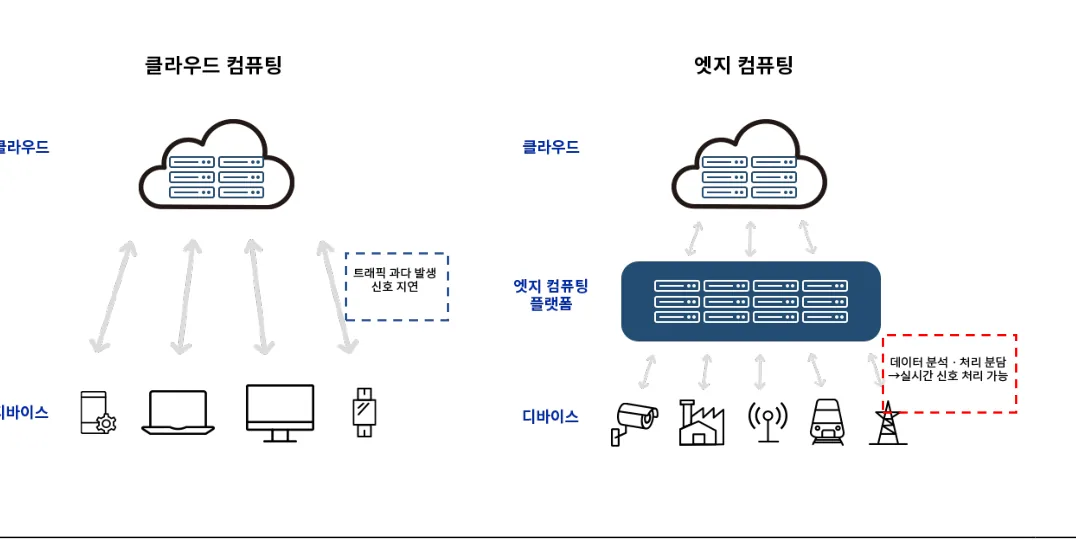 클라우드 컴퓨팅
클라우드
트래픽 과다 발생
신호 지연
디바이스
엣지 컴퓨팅
클라우드
엣지 컴퓨팅
플랫폼
데이터 분석 · 처리 분담
→실시간 신호 처리 가능
디바이스